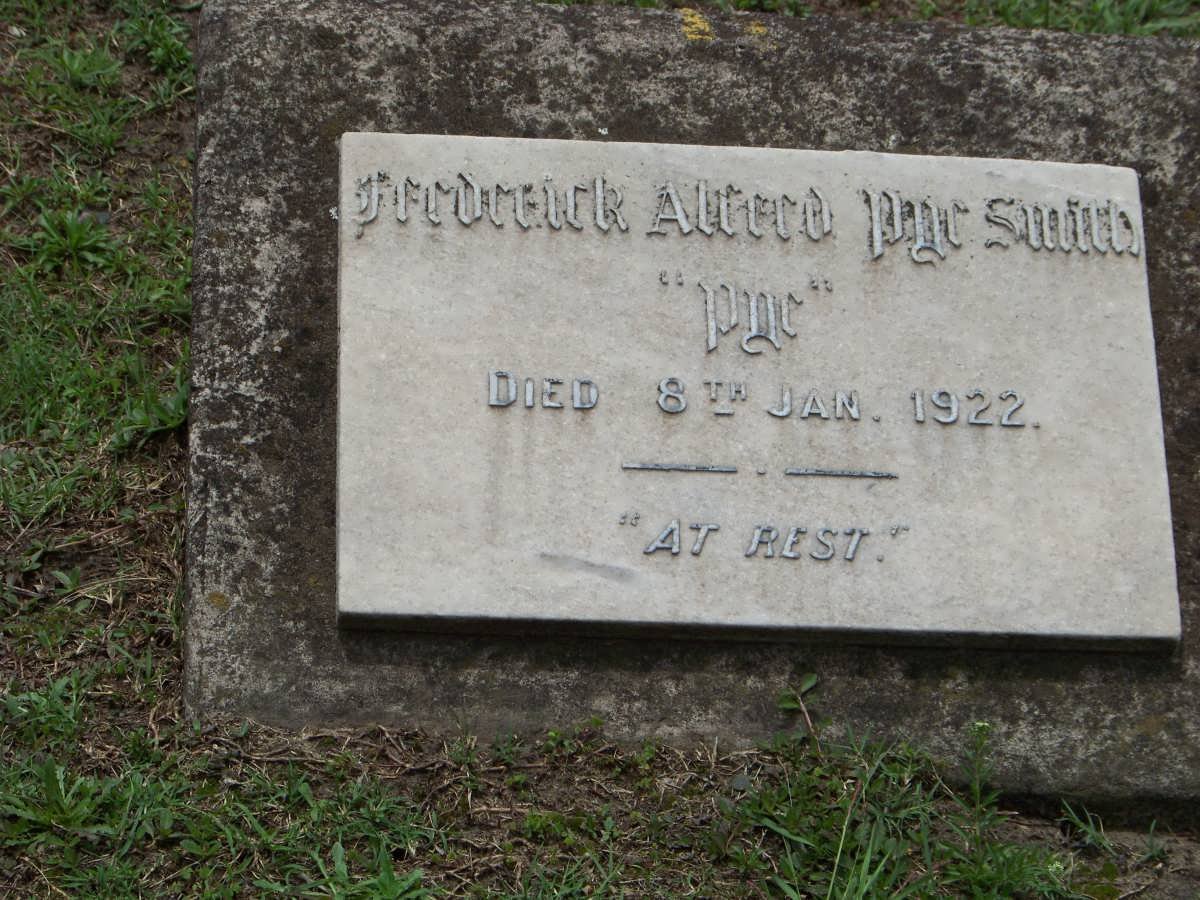 Frederick Alfred Pye Smith
"Pye"
DIED 8TH JAN. 1922.
"AT REST."